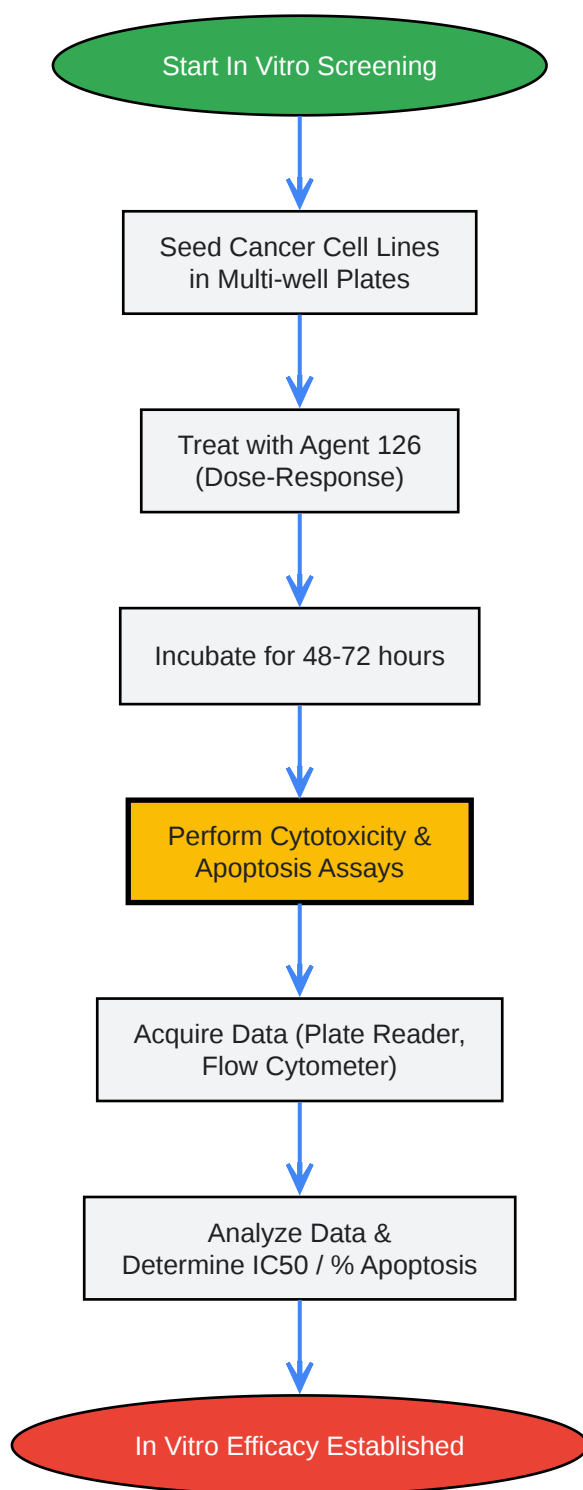 Start In Vitro Screening
Seed Cancer Cell Lines
in Multi-well Plates
Treat with Agent 126
(Dose-Response)
Incubate for 48-72 hours
Perform Cytotoxicity &
Apoptosis Assays
Acquire Data (Plate Reader,
Flow Cytometer)
Analyze Data &
Determine IC50 / % Apoptosis
In Vitro Efficacy Established